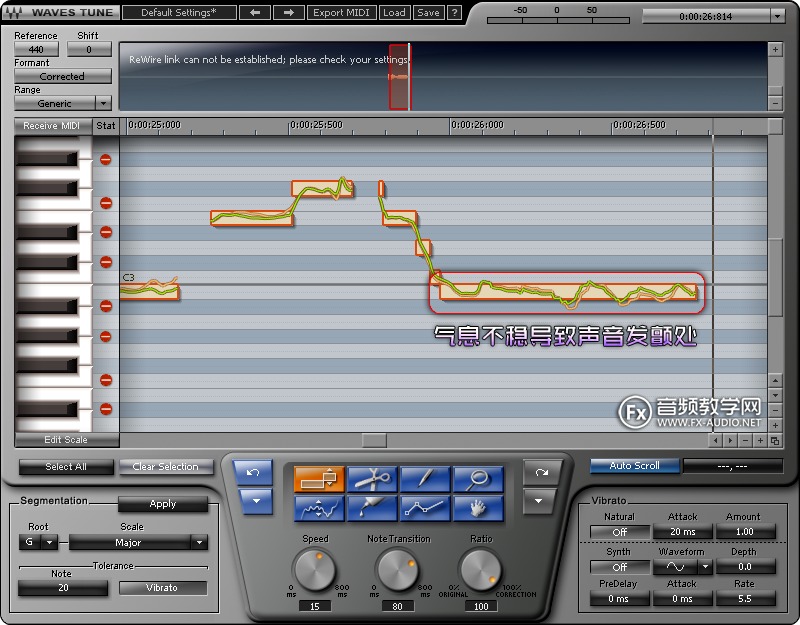 WAVES TUNE
Default Settings*
Export MIDI
Load
Save
?
-50 0 50
0:00:26:814
Reference
Shift
440
0
Formant
Corrected
Range
Generic
ReWire link can not be established; please check your settings.
Receive MIDI
Stat
0:00:25:000
0:00:25:500
0:00:26:000
0:00:26:500
C3
气息不稳导致声音发颤处
Fx 音频教学网
WWW.FX-AUDIO.NET
Edit Scale
Select All
Clear Selection
Auto Scroll
---, ---
Segmentation
Apply
Root
Scale
G
Major
Tolerance
Note
20
Vibrato
Speed
Note Transition
Ratio
0 ms
800 ms
0 ms
800 ms
0% ORIGINAL
100% CORRECTION
15
80
100
Vibrato
Natural
Attack
Amount
Off
20 ms
1.00
Synth
Waveform
Depth
Off
0.0
PreDelay
Attack
Rate
0 ms
0 ms
5.5